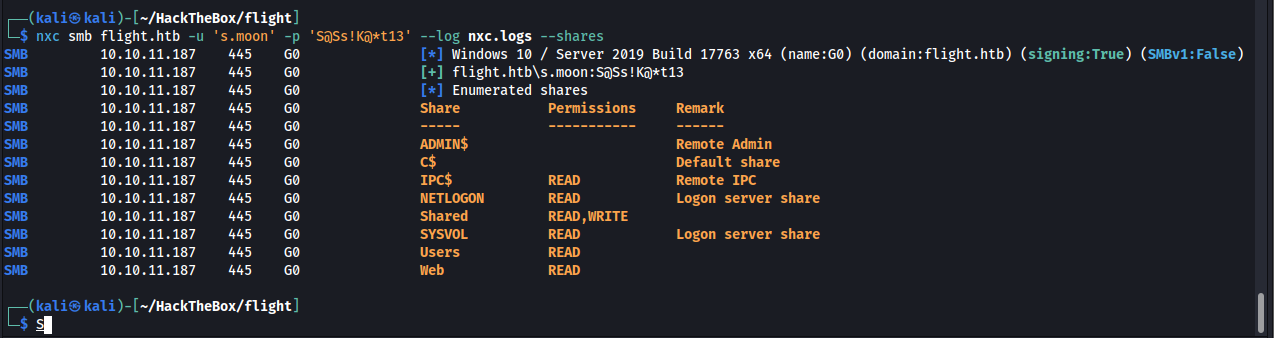 ┌──(kali㉿kali)-[~/HackTheBox/flight]
└─$ nxc smb flight.htb -u 's.moon' -p 'S@Ss!K@*t13' --log nxc.logs --shares
SMB 10.10.11.187 445 G0 [*] Windows 10 / Server 2019 Build 17763 x64 (name:G0) (domain:flight.htb) (signing:True) (SMBv1:False)
SMB 10.10.11.187 445 G0 [+] flight.htb\s.moon:S@Ss!K@*t13
SMB 10.10.11.187 445 G0 [*] Enumerated shares
SMB 10.10.11.187 445 G0 Share Permissions Remark
SMB 10.10.11.187 445 G0 ----- ----------- ------
SMB 10.10.11.187 445 G0 ADMIN$ Remote Admin
SMB 10.10.11.187 445 G0 C$ Default share
SMB 10.10.11.187 445 G0 IPC$ READ Remote IPC
SMB 10.10.11.187 445 G0 NETLOGON READ Logon server share
SMB 10.10.11.187 445 G0 Shared READ,WRITE
SMB 10.10.11.187 445 G0 SYSVOL READ Logon server share
SMB 10.10.11.187 445 G0 Users READ
SMB 10.10.11.187 445 G0 Web READ
┌──(kali㉿kali)-[~/HackTheBox/flight]
└─$ S